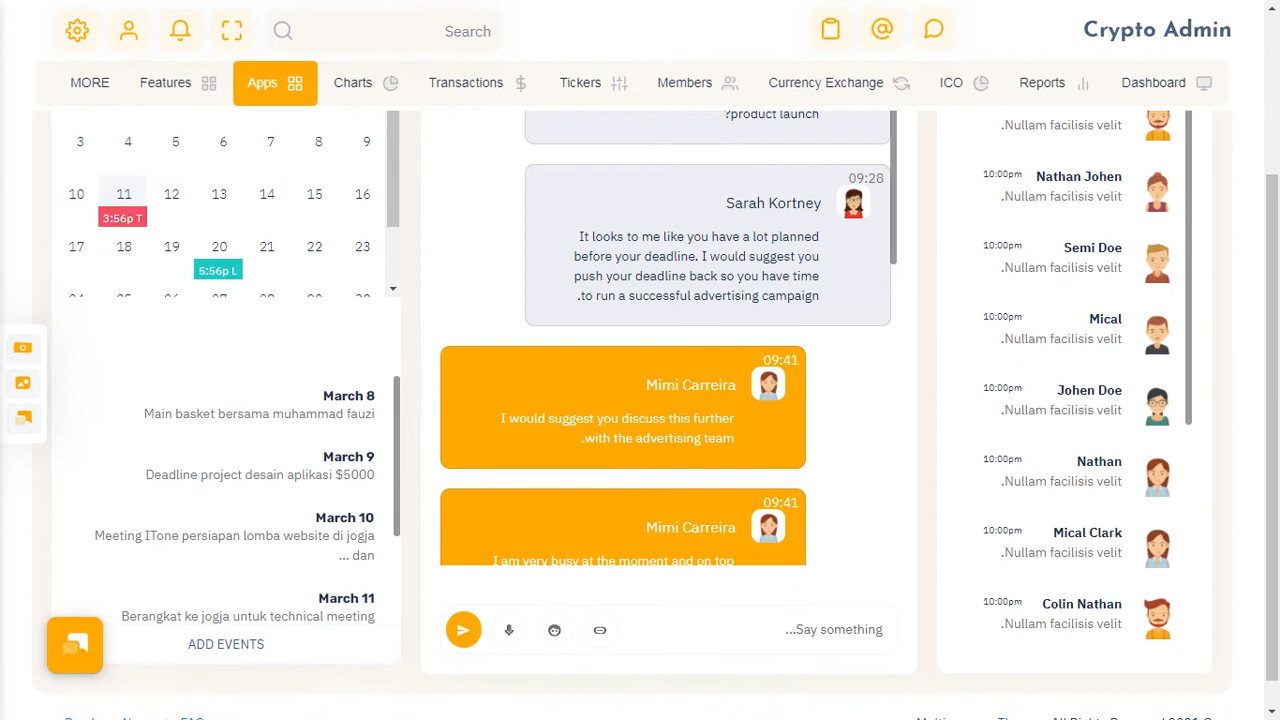 Search
Crypto Admin
MORE
Features
Apps
Charts
Transactions
Tickers
Members
Currency Exchange
ICO
Reports
Dashboard
3 4 5 6 7 8 9
10 11 12 13 14 15 16
3:56p T
17 18 19 20 21 22 23
5:56p L
March 8
Main basket bersama muhammad fauzi
March 9
Deadline project desain aplikasi $5000
March 10
Meeting ITone persiapan lomba website di jogja
... dan
March 11
Berangkat ke jogja untuk technical meeting
ADD EVENTS
?product launch
09:28
Sarah Kortney
It looks to me like you have a lot planned
before your deadline. I would suggest you
push your deadline back so you have time
.to run a successful advertising campaign
09:41
Mimi Carreira
I would suggest you discuss this further
.with the advertising team
09:41
Mimi Carreira
I am very busy at the moment and on top
...Say something
.Nullam facilisis velit
10:00pm Nathan Johen
.Nullam facilisis velit
10:00pm Semi Doe
.Nullam facilisis velit
10:00pm Mical
.Nullam facilisis velit
10:00pm Johen Doe
.Nullam facilisis velit
10:00pm Nathan
.Nullam facilisis velit
10:00pm Mical Clark
.Nullam facilisis velit
10:00pm Colin Nathan
.Nullam facilisis velit